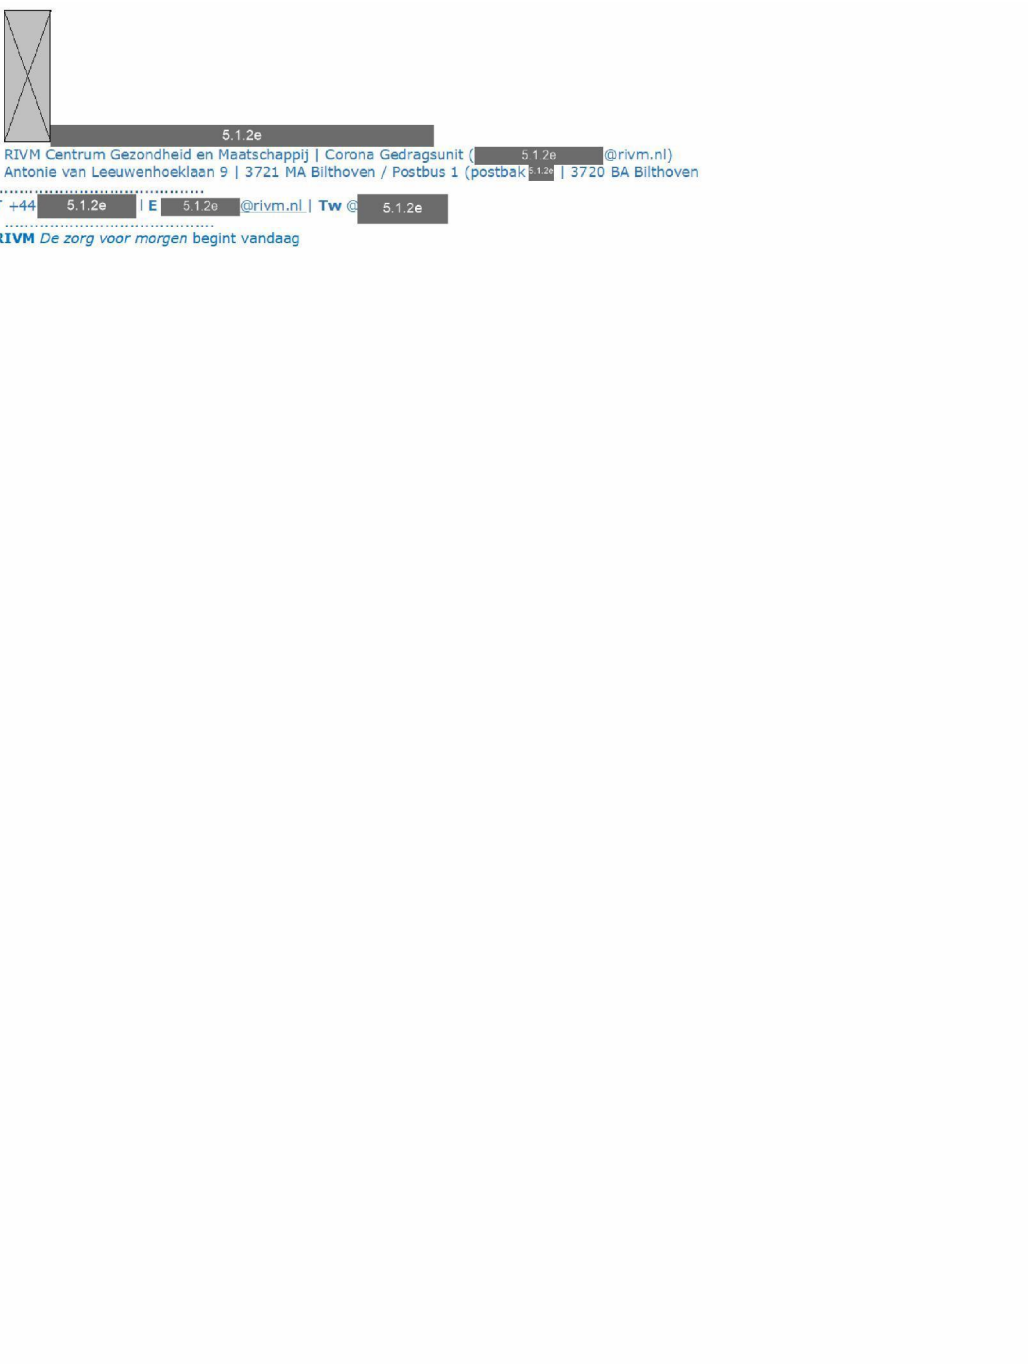 5.1.2e
RIVM Centrum Gezondheid en Maatschappij | Corona Gedragsunit ( 5.1.2e @rivm.nl)
Antonie van Leeuwenhoeklaan 9 | 3721 MA Bilthoven / Postbus 1 (postbak 5.1.2e | 3720 BA Bilthoven
........................................
T +44 5.1.2e | E 5.1.2e @rivm.nl | Tw @ 5.1.2e
........................................
RIVM De zorg voor morgen begint vandaag